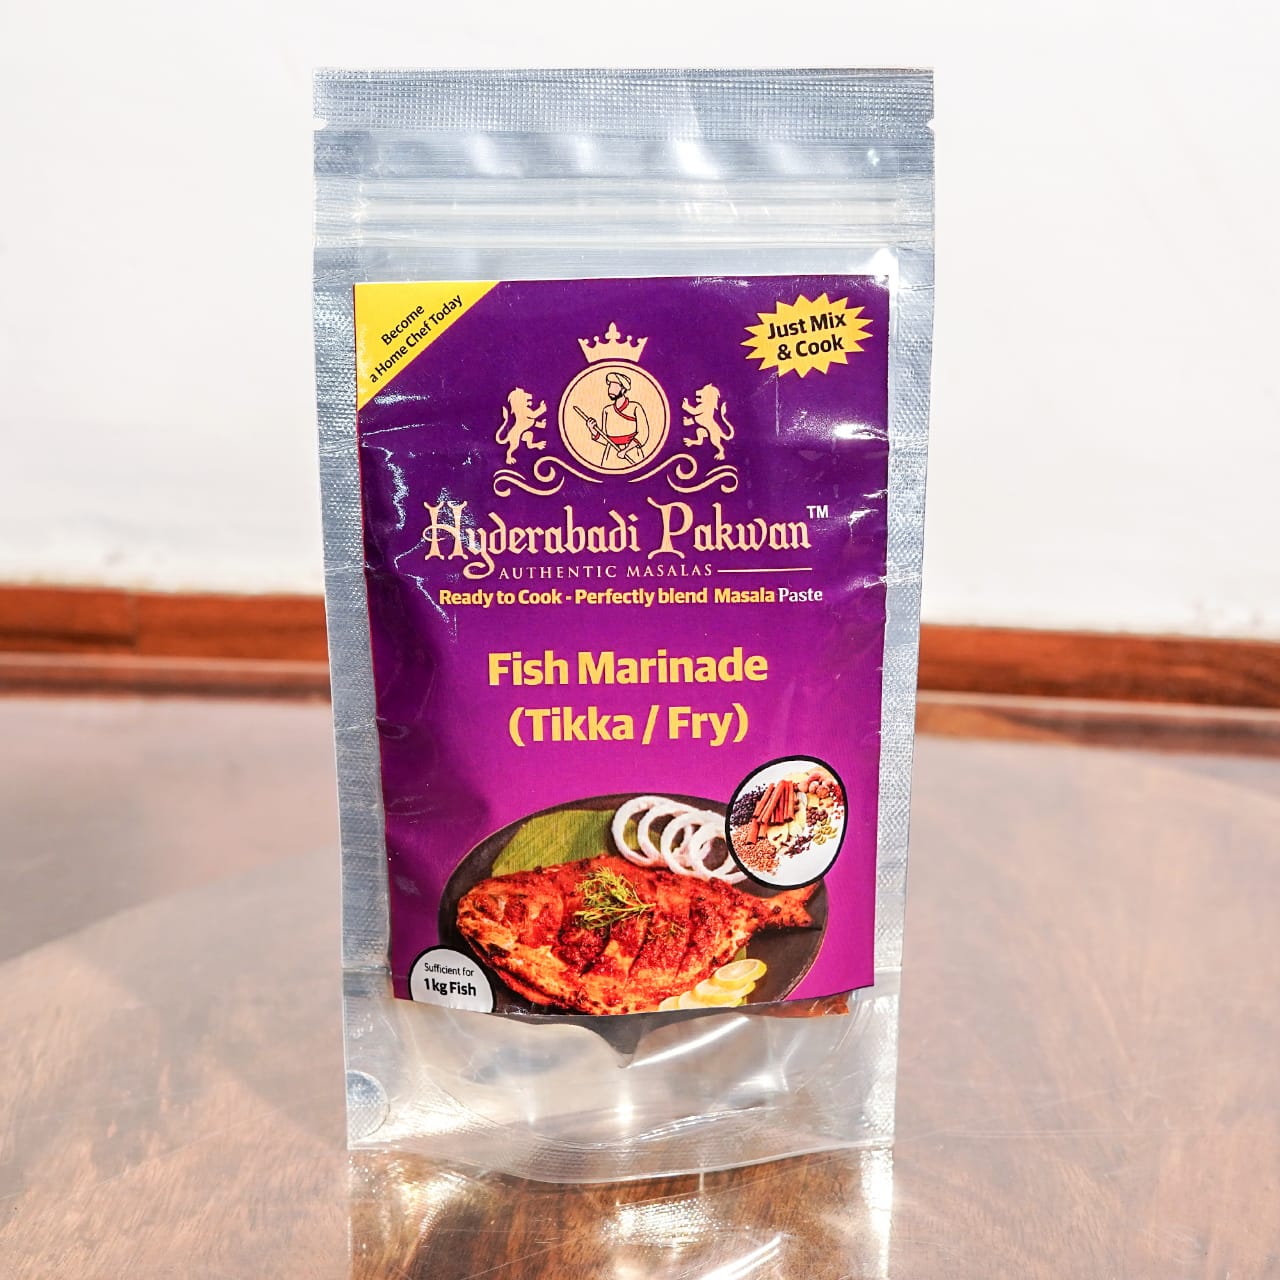 Become
a Home Chef Today
Just Mix
& Cook
Hyderabadi Pakwan™
AUTHENTIC MASALAS
Ready to Cook - Perfectly blend Masala Paste
Fish Marinade
(Tikka / Fry)
Sufficient for
1 kg Fish